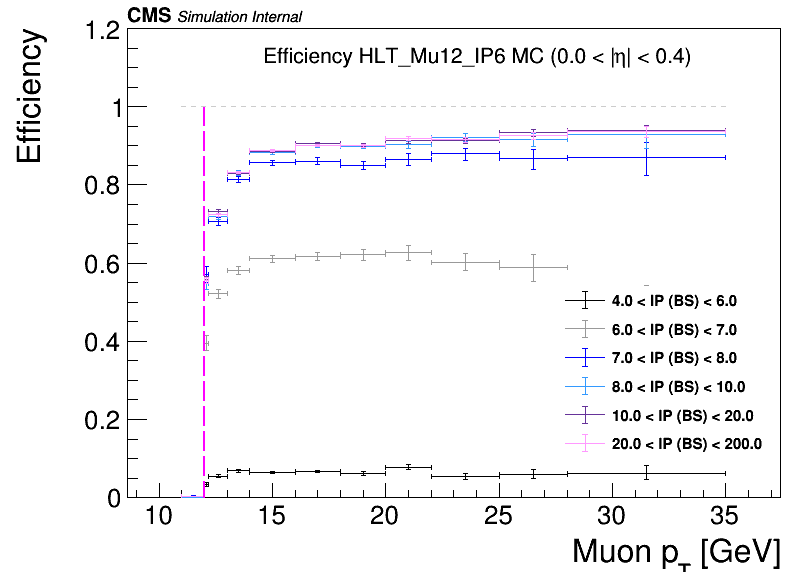 CMS Simulation Internal
Efficiency HLT_Mu12_IP6 MC (0.0 < |η| < 0.4)
Efficiency
1.2
1
0.8
0.6
0.4
0.2
0
4.0 < IP (BS) < 6.0
6.0 < IP (BS) < 7.0
7.0 < IP (BS) < 8.0
8.0 < IP (BS) < 10.0
10.0 < IP (BS) < 20.0
20.0 < IP (BS) < 200.0
10 15 20 25 30 35
Muon p_T [GeV]